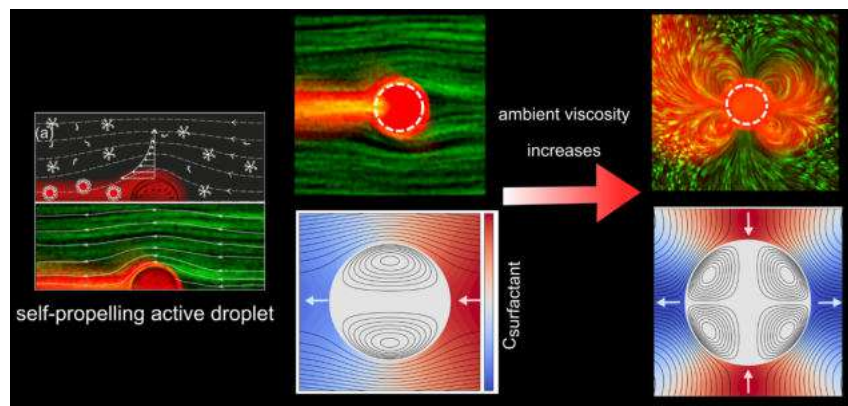 (a)
self-propelling active droplet
ambient viscosity
increases
Csurfactant